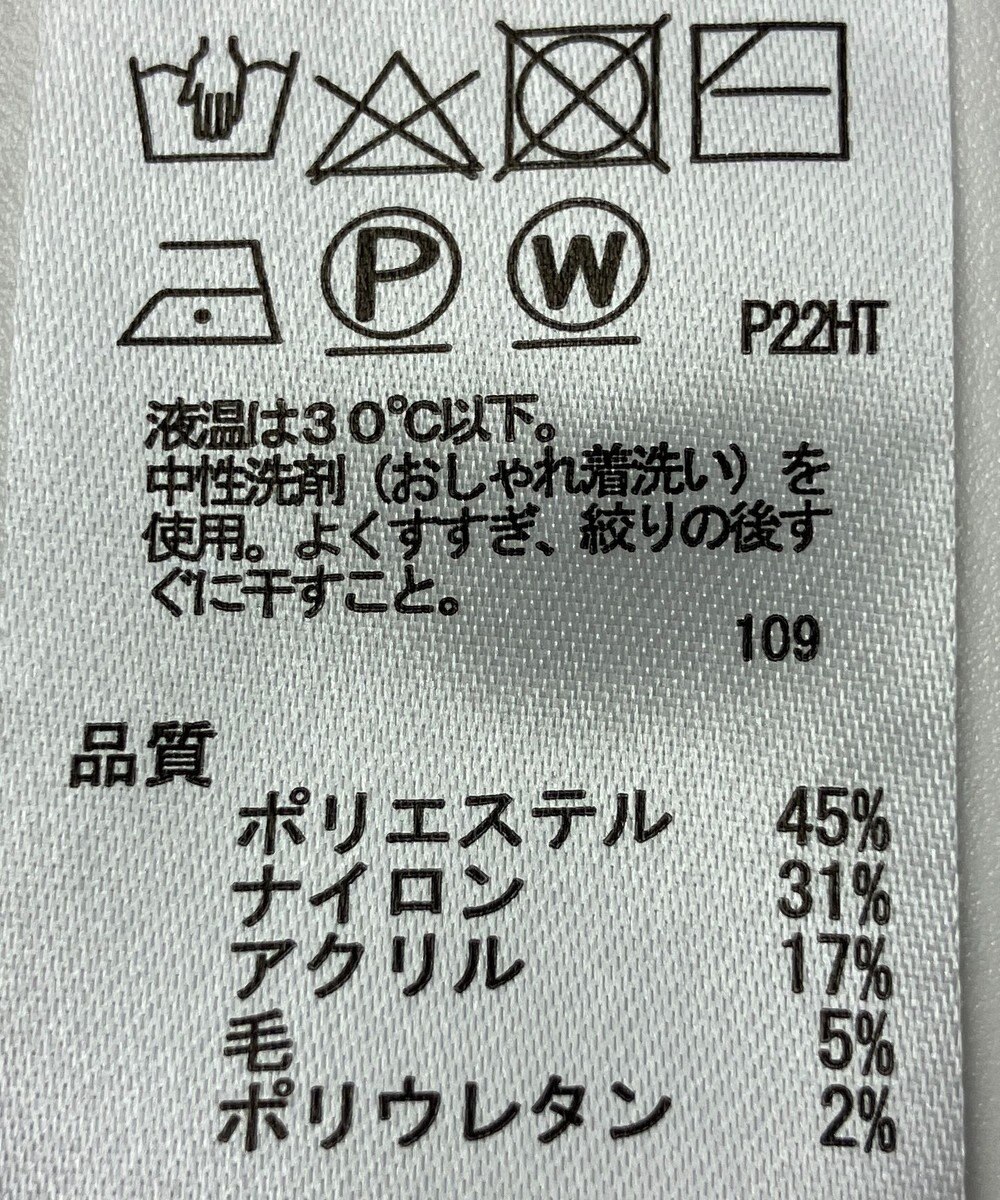 P
W
P22HT
液温は30℃以下。
中性洗剤（おしゃれ着洗い）を
使用。よくすすぎ、絞りの後す
ぐに干すこと。
109
品質
ポリエステル 45%
ナイロン 31%
アクリル 17%
毛 5%
ポリウレタン 2%